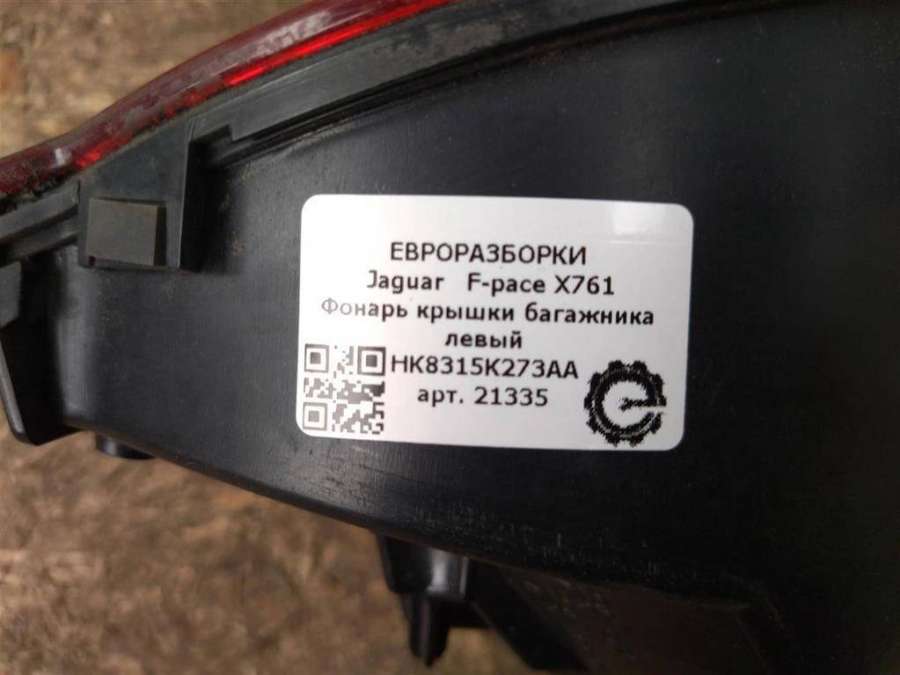 ЕВРОРАЗБОРКИ
Jaguar F-pace X761
Фонарь крышки багажника
левый
HK8315K273AA
арт. 21335